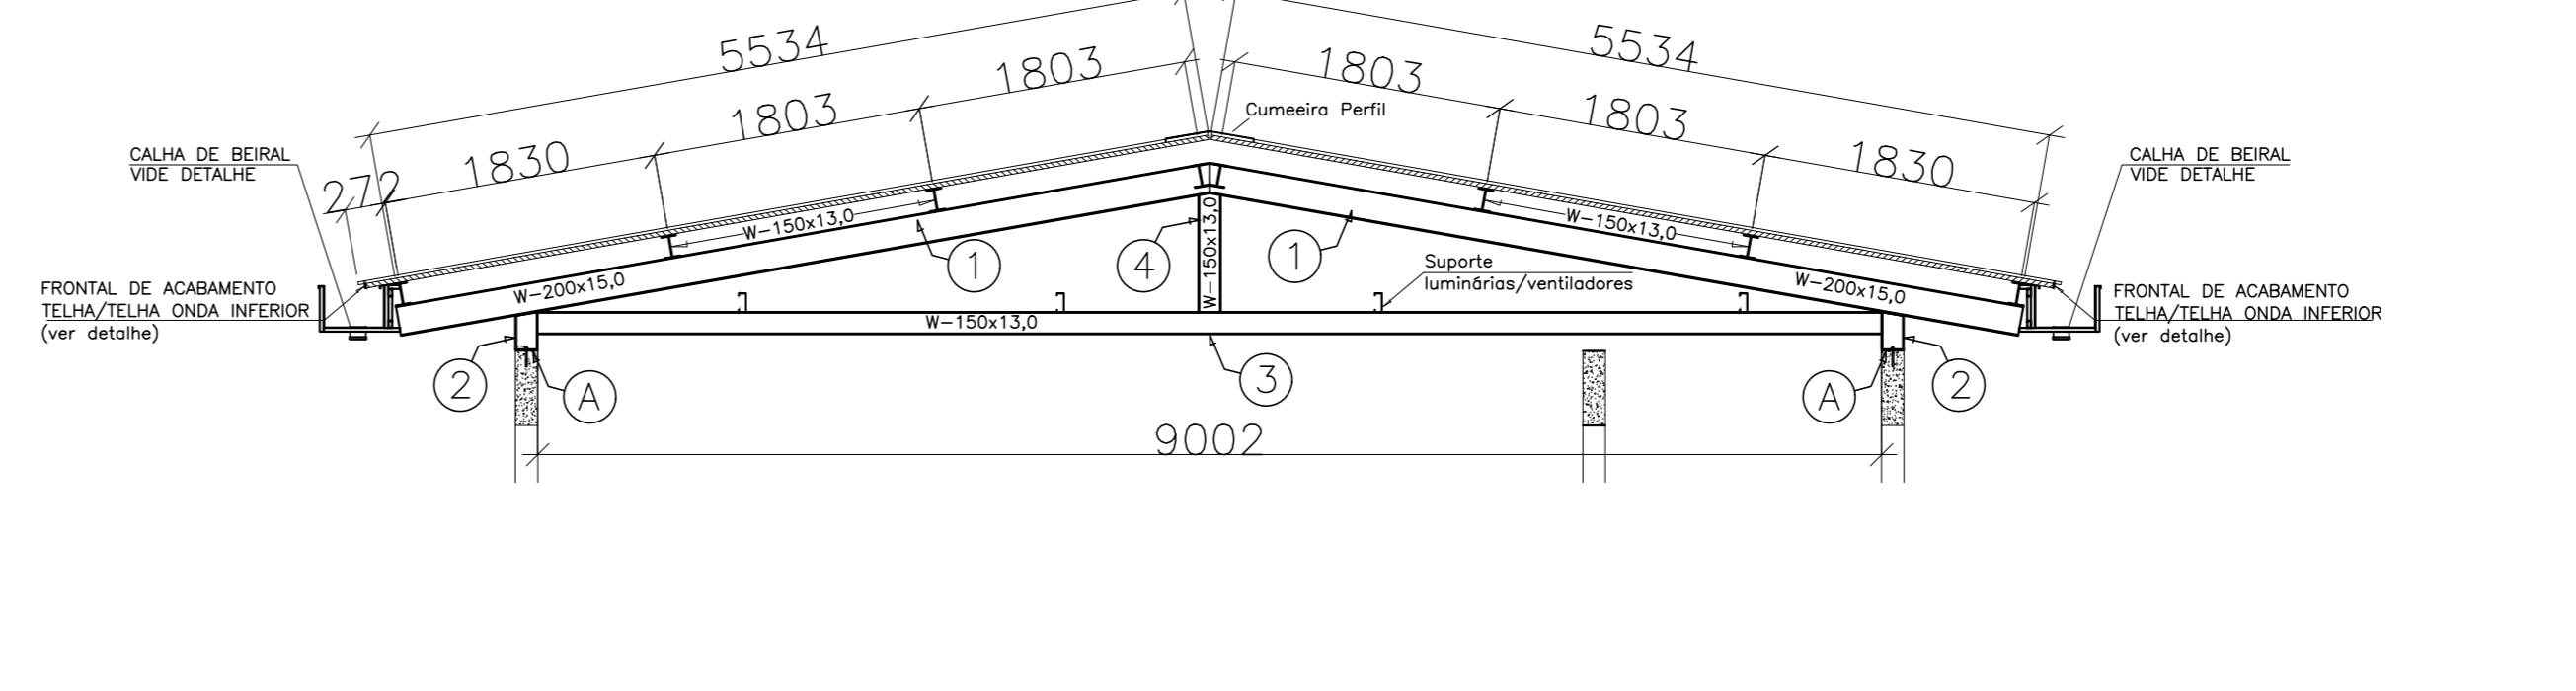 5534
5534
1803
1803
1803
1803
1830
1830
272
Cumeeira Perfil
CALHA DE BEIRAL
VIDE DETALHE
CALHA DE BEIRAL
VIDE DETALHE
W-150x13,0
W-150x13,0
W-150x13,0
1
4
1
Suporte
luminárias/ventiladores
W-200x15,0
W-200x15,0
FRONTAL DE ACABAMENTO
TELHA/TELHA ONDA INFERIOR
(ver detalhe)
FRONTAL DE ACABAMENTO
TELHA/TELHA ONDA INFERIOR
(ver detalhe)
W-150x13,0
2
A
3
A
2
9002